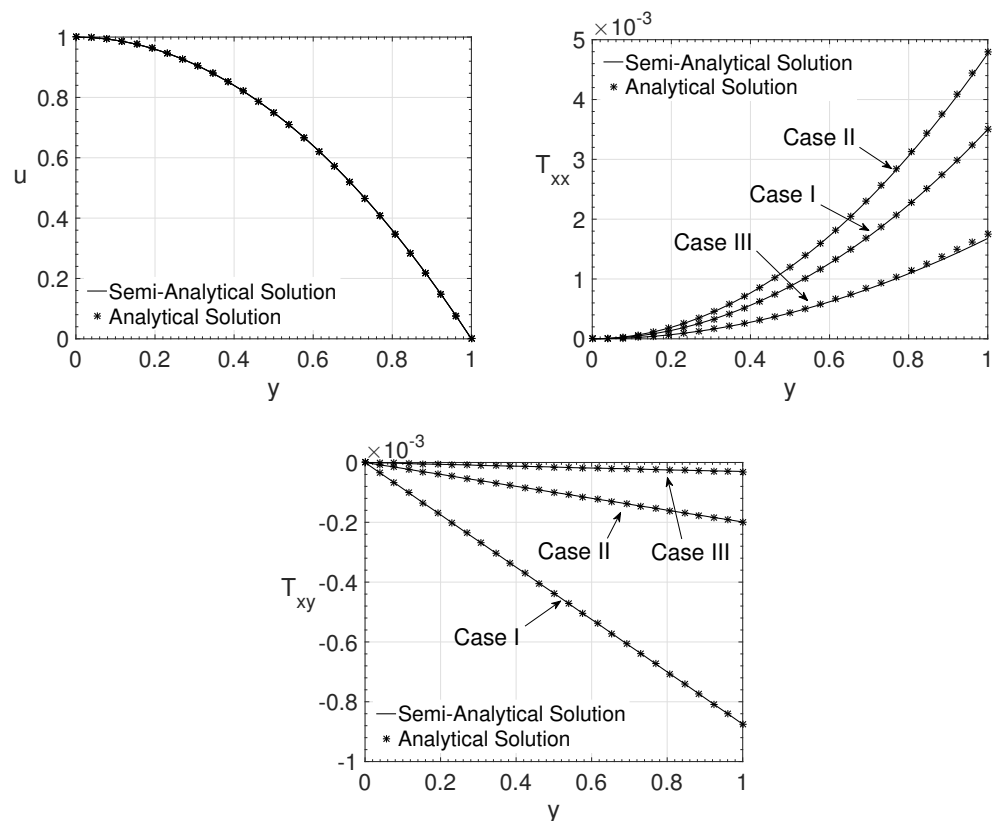 1
0.8
0.6
0.4
0.2
0
u
Semi-Analytical Solution
Analytical Solution
0 0.2 0.4 0.6 0.8 1
y
×10-3
5
4
3
2
1
0
Txx
Semi-Analytical Solution
Analytical Solution
Case II
Case I
Case III
0 0.2 0.4 0.6 0.8 1
y
×10-3
0
-0.2
-0.4
-0.6
-0.8
-1
Txy
Case II
Case III
Case I
Semi-Analytical Solution
Analytical Solution
0 0.2 0.4 0.6 0.8 1
y